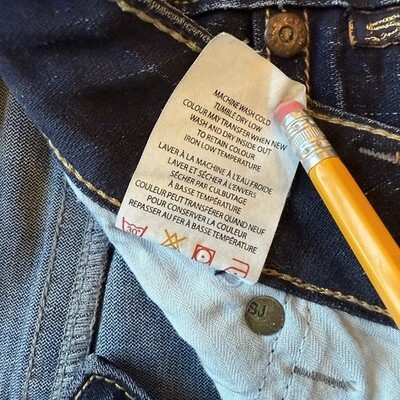 MACHINE WASH COLD
TUMBLE DRY LOW
COLOUR MAY TRANSFER WHEN NEW
WASH AND DRY INSIDE OUT
TO RETAIN COLOUR
IRON LOW TEMPERATURE
LAVER À LA MACHINE À L'EAU FROIDE
LAVER ET SÉCHER À L'ENVERS
SÉCHER PAR CULBUTAGE
À BASSE TEMPÉRATURE
COULEUR PEUT TRANSFÉRER QUAND NEUF
POUR CONSERVER LA COULEUR
REPASSER AU FER À BASSE TEMPÉRATURE
30°
SJ